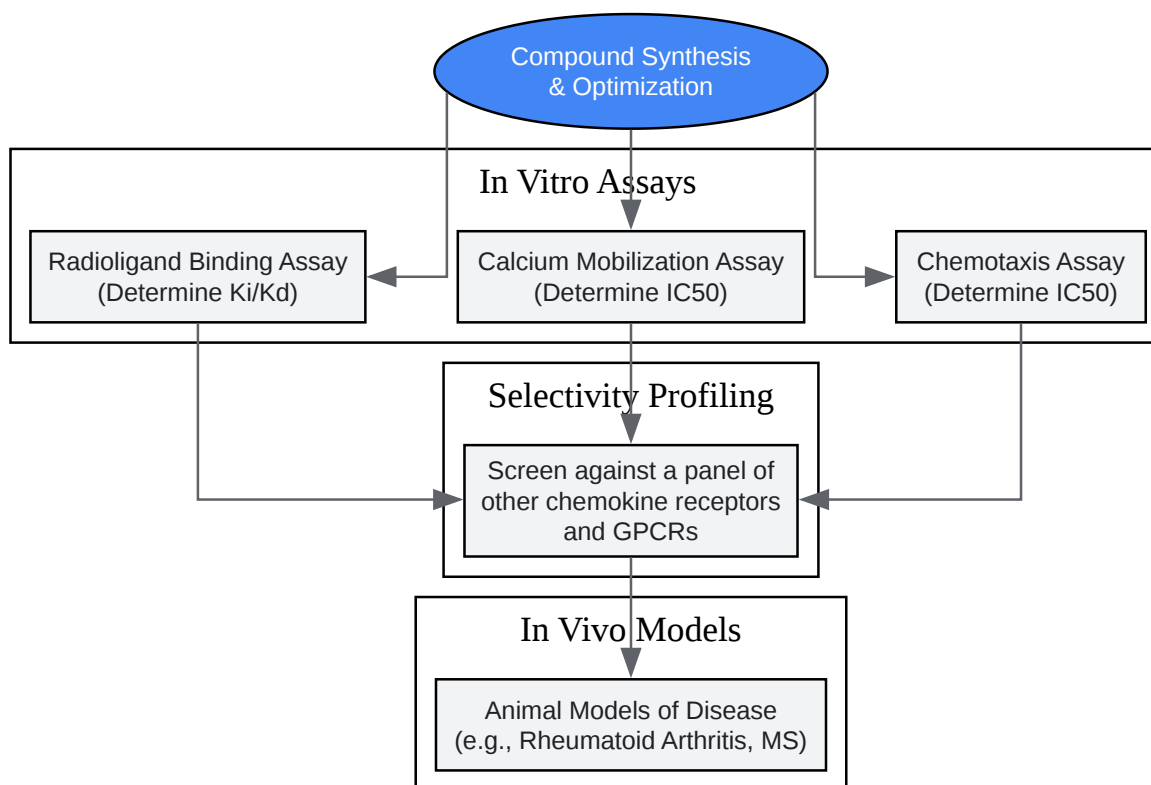 Compound Synthesis
& Optimization
In Vitro Assays
Radioligand Binding Assay
(Determine Ki/Kd)
Calcium Mobilization Assay
(Determine IC50)
Chemotaxis Assay
(Determine IC50)
Selectivity Profiling
Screen against a panel of
other chemokine receptors
and GPCRs
In Vivo Models
Animal Models of Disease
(e.g., Rheumatoid Arthritis, MS)